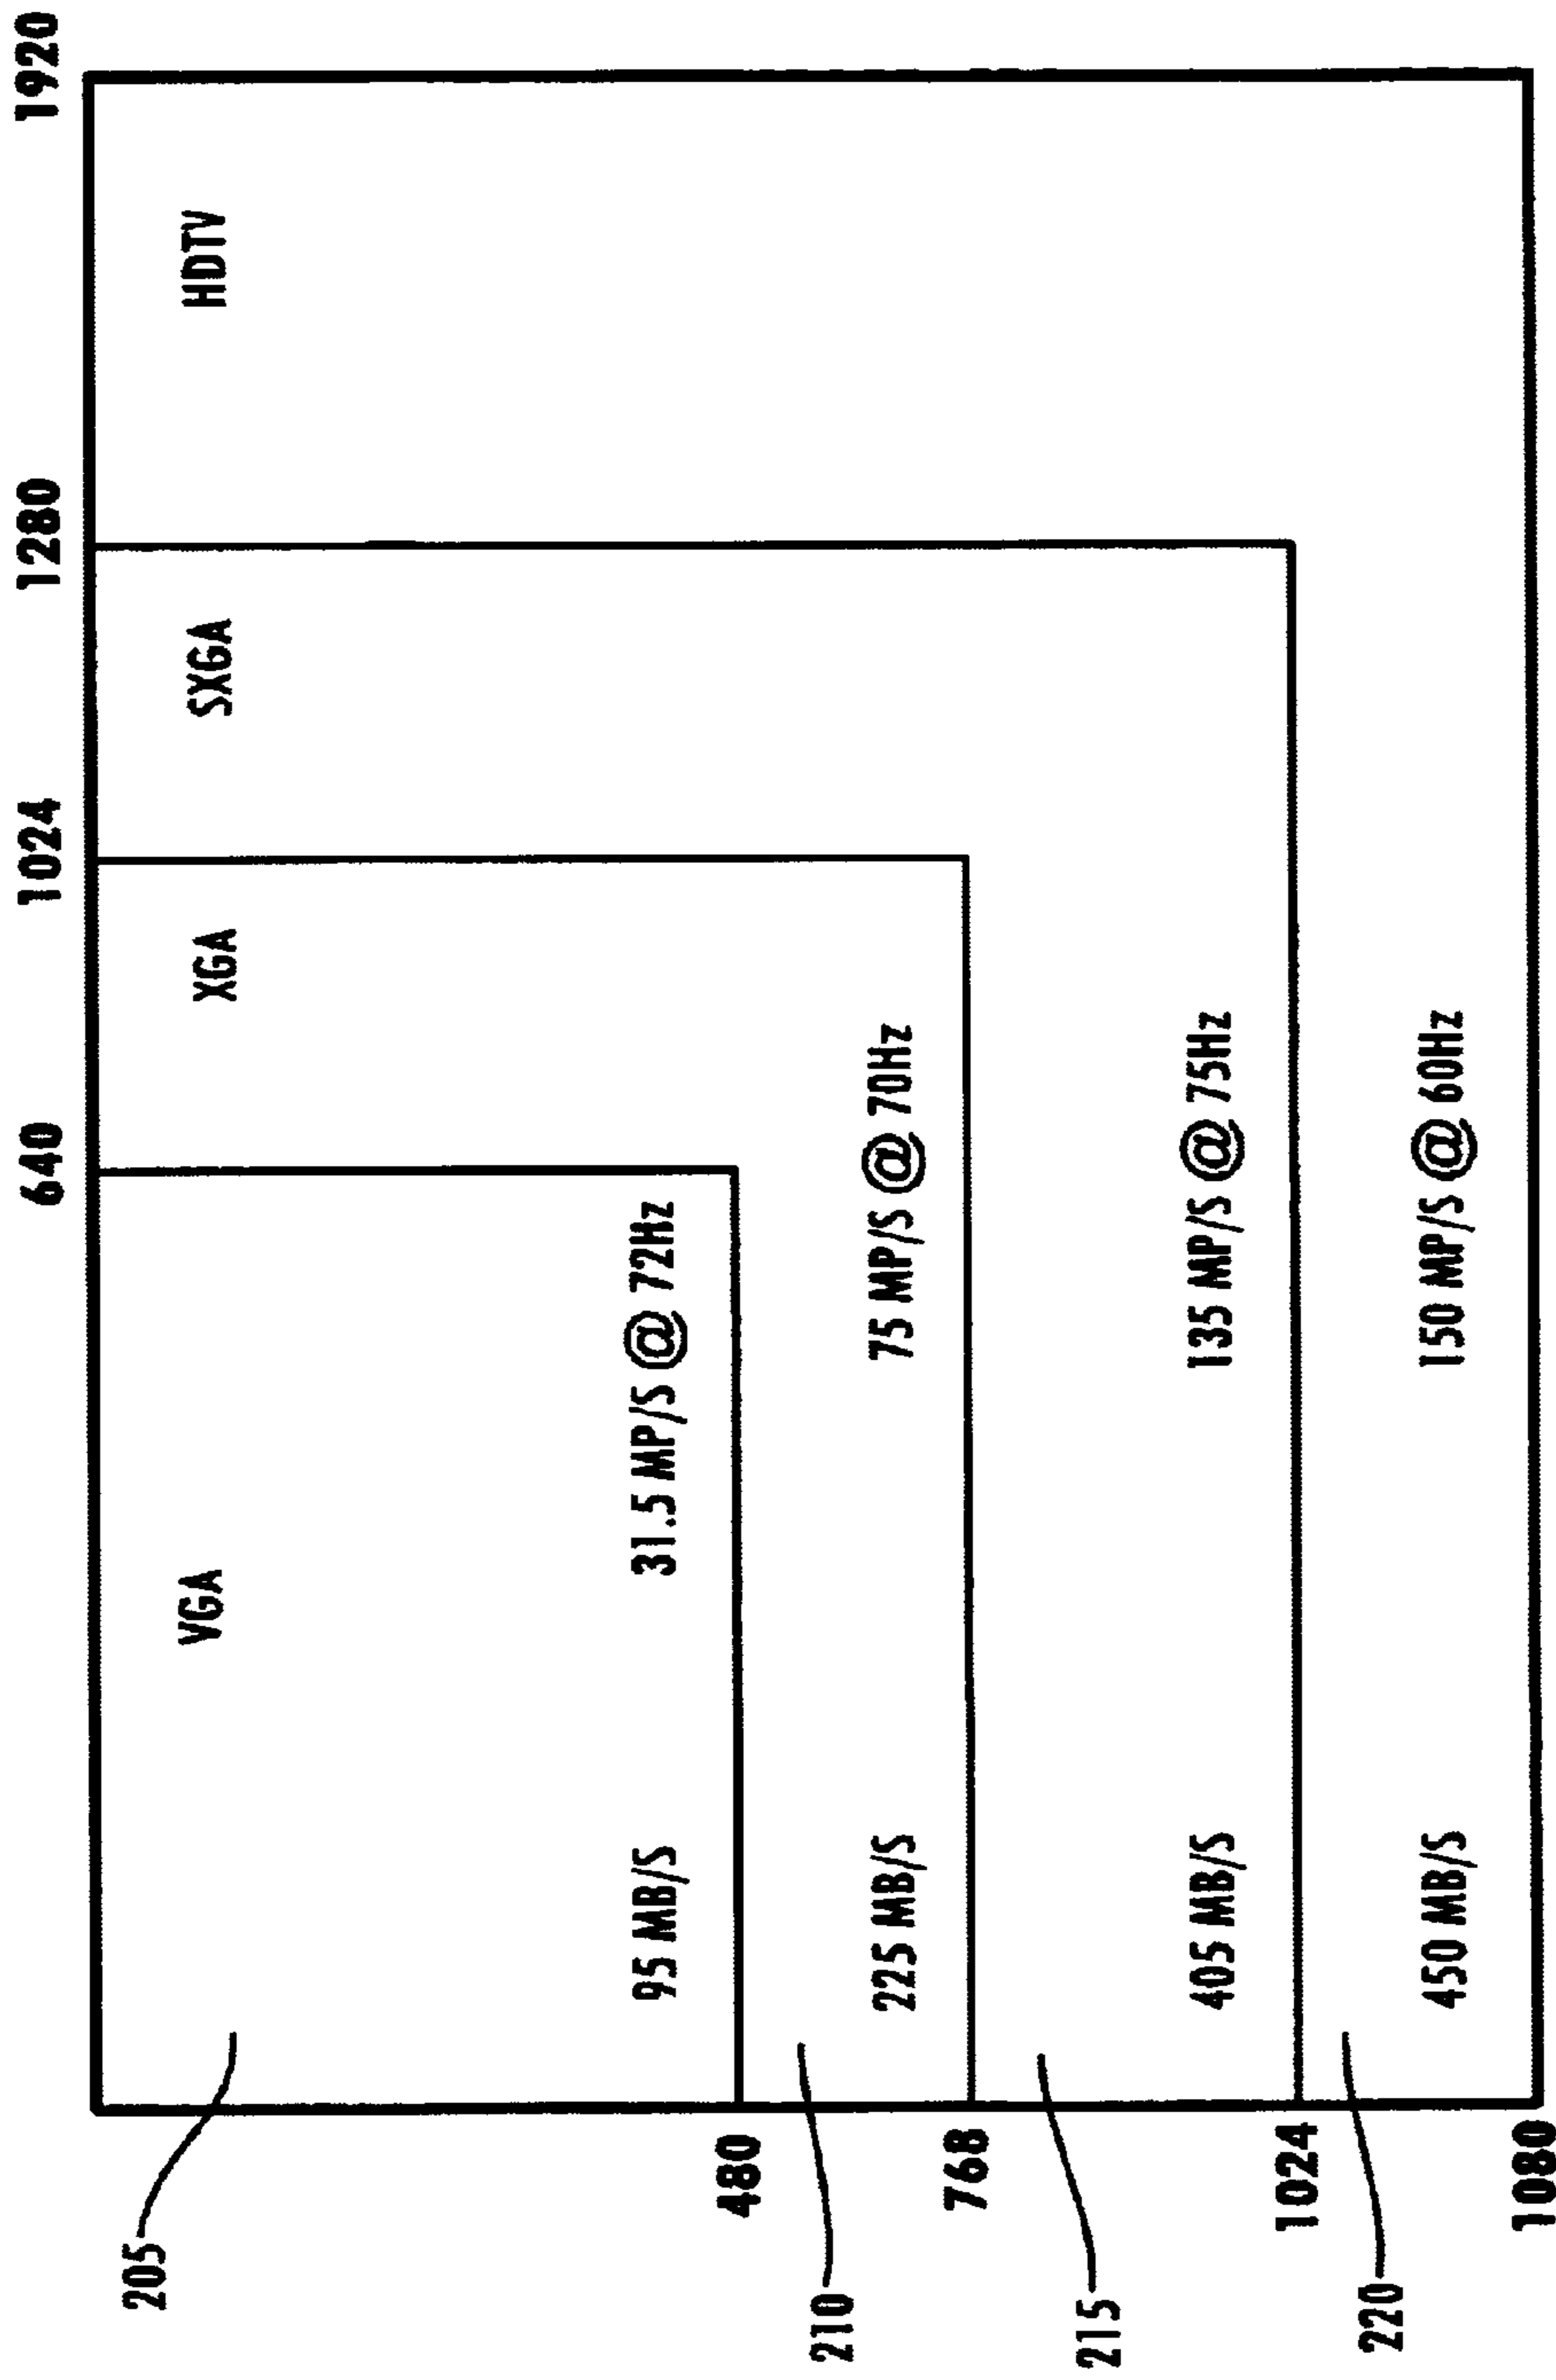 640
1024
1280
1920
VGA
XGA
SXGA
HDTV
205
95 MB/S
31.5 MP/S @ 72Hz
480
210
225 MB/S
75 MP/S @ 70Hz
768
215
405 MB/S
135 MP/S @ 75Hz
1024
220
450 MB/S
150 MP/S @ 60Hz
1080